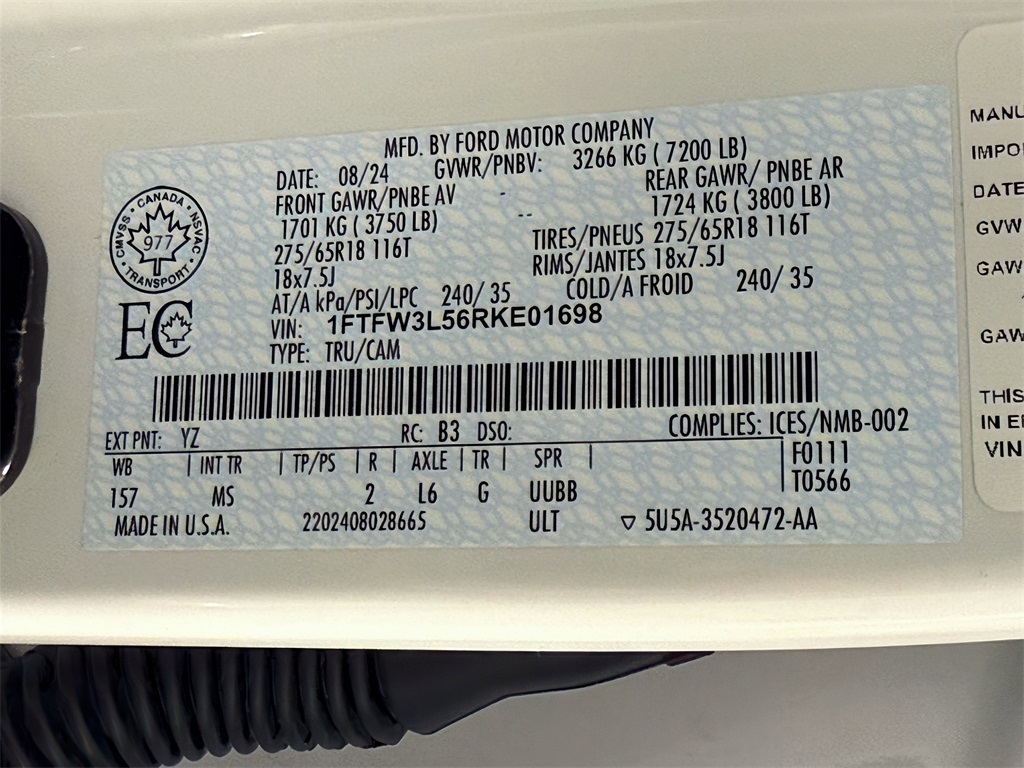 MFD. BY FORD MOTOR COMPANY
DATE: 08/24 GVWR/PNBV: 3266 KG ( 7200 LB)
FRONT GAWR/PNBE AV REAR GAWR/ PNBE AR
1701 KG ( 3750 LB) 1724 KG ( 3800 LB)
275/65R18 116T TIRES/PNEUS 275/65R18 116T
18x7.5J RIMS/JANTES 18x7.5J
AT/A kPa/PSI/LPC 240/ 35 COLD/A FROID 240/ 35
VIN: 1FTFW3L56RKE01698
TYPE: TRU/CAM
CMVSS • CANADA • NSVAC
977
TRANSPORT
EC
EXT PNT: YZ RC: B3 DSO: COMPLIES: ICES/NMB-002
WB | INT TR | TP/PS | R | AXLE | TR | SPR | F0111
157 MS 2 L6 G UUBB T0566
MADE IN U.S.A. 2202408028665 ULT ▽ 5U5A-3520472-AA
MANU
IMPO
DATE
GVW
GAW
GAW
THIS
IN E
VIN